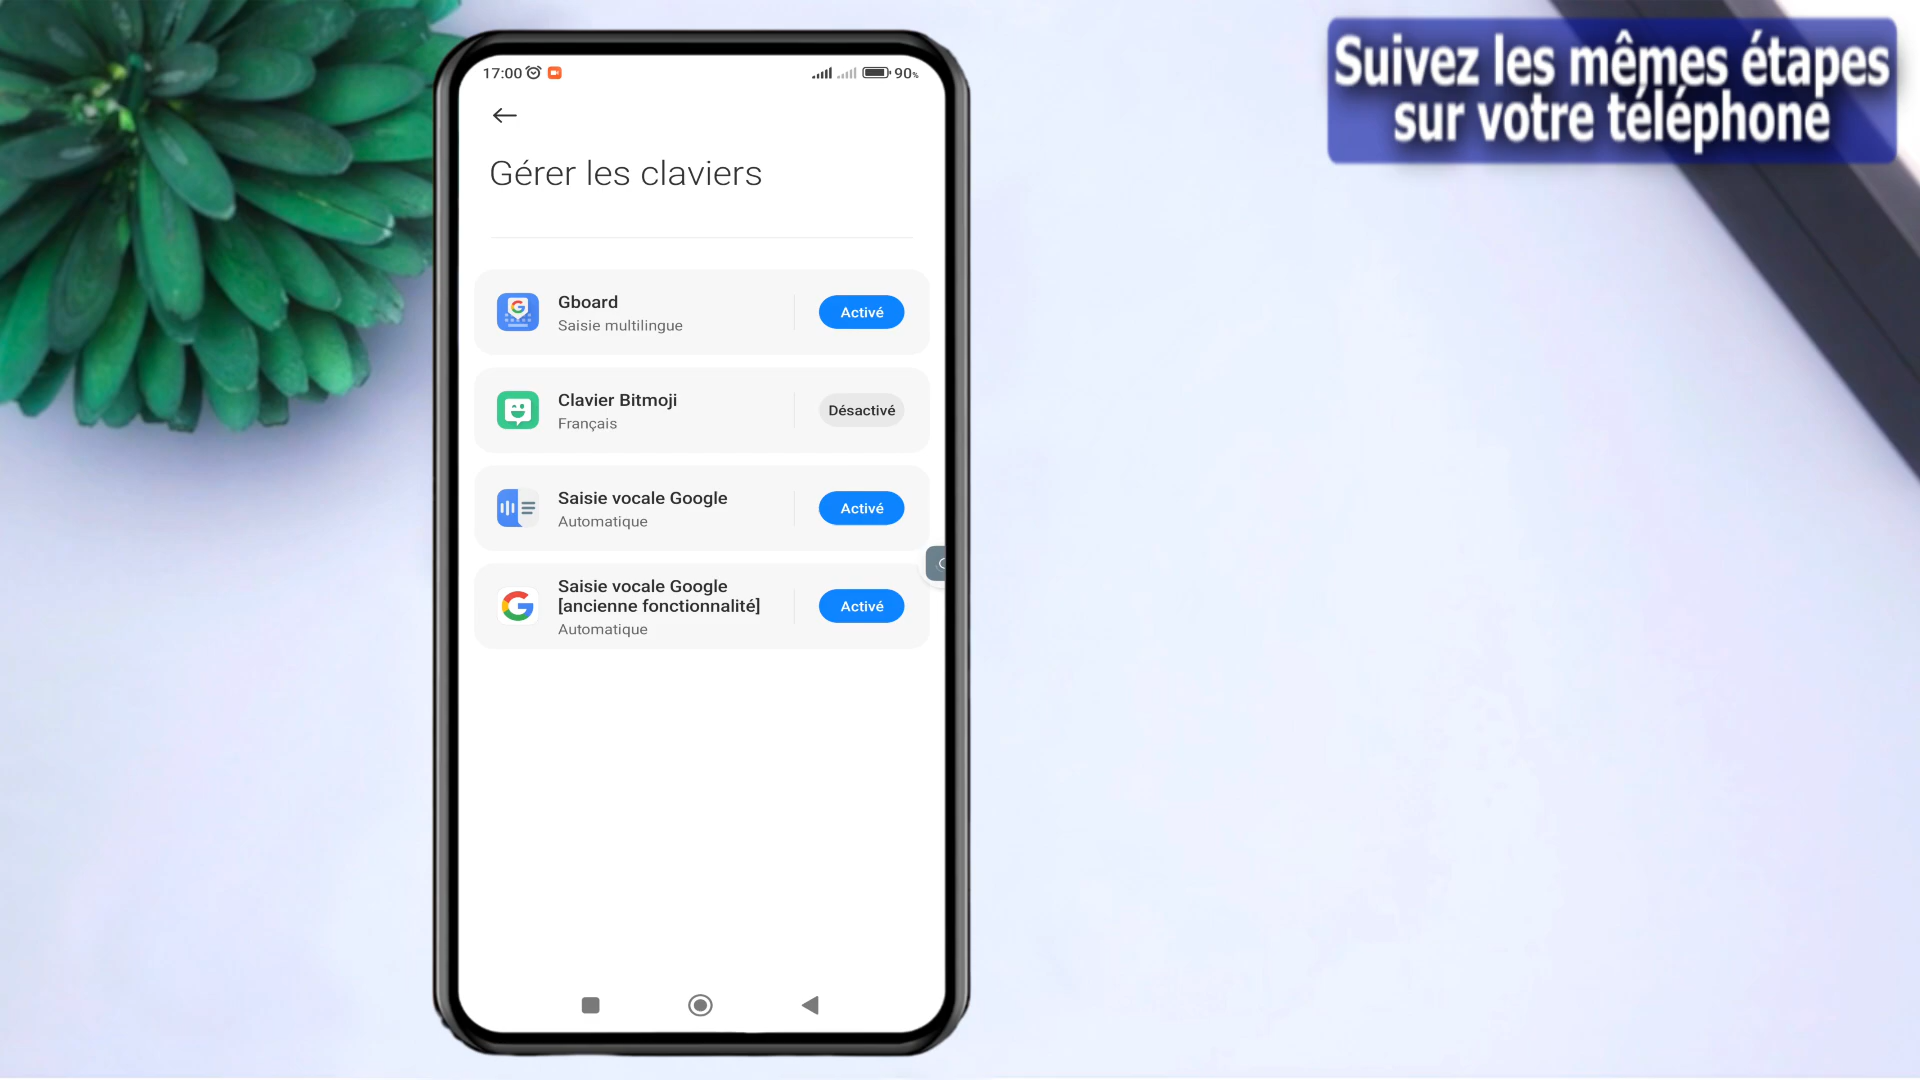 Suivez les mêmes étapes
sur votre téléphone
17:00
90%
Gérer les claviers
Gboard
Saisie multilingue
Activé
Clavier Bitmoji
Français
Désactivé
Saisie vocale Google
Automatique
Activé
Saisie vocale Google
[ancienne fonctionnalité]
Automatique
Activé